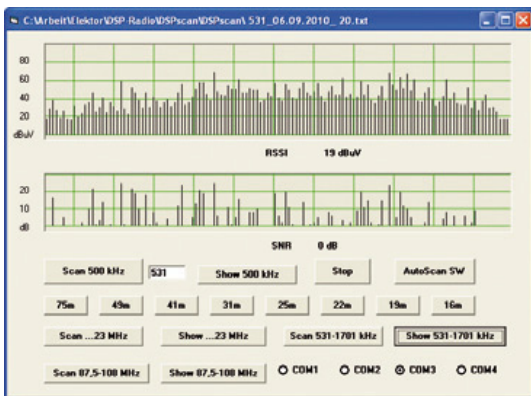 C:\Arbeit\Elektor\DSP-Radio\DSPscan\DSPscan\ 531_06.09.2010_ 20.txt
80
60
40
20
dBuV
RSSI 19 dBuV
20
10
dB
SNR 0 dB
Scan 500 kHz 531 Show 500 kHz Stop AutoScan SW
75m 49m 41m 31m 25m 22m 19m 16m
Scan ...23 MHz Show ...23 MHz Scan 531-1701 kHz Show 531-1701 kHz
Scan 87,5-108 MHz Show 87,5-108 MHz COM1 COM2 COM3 COM4